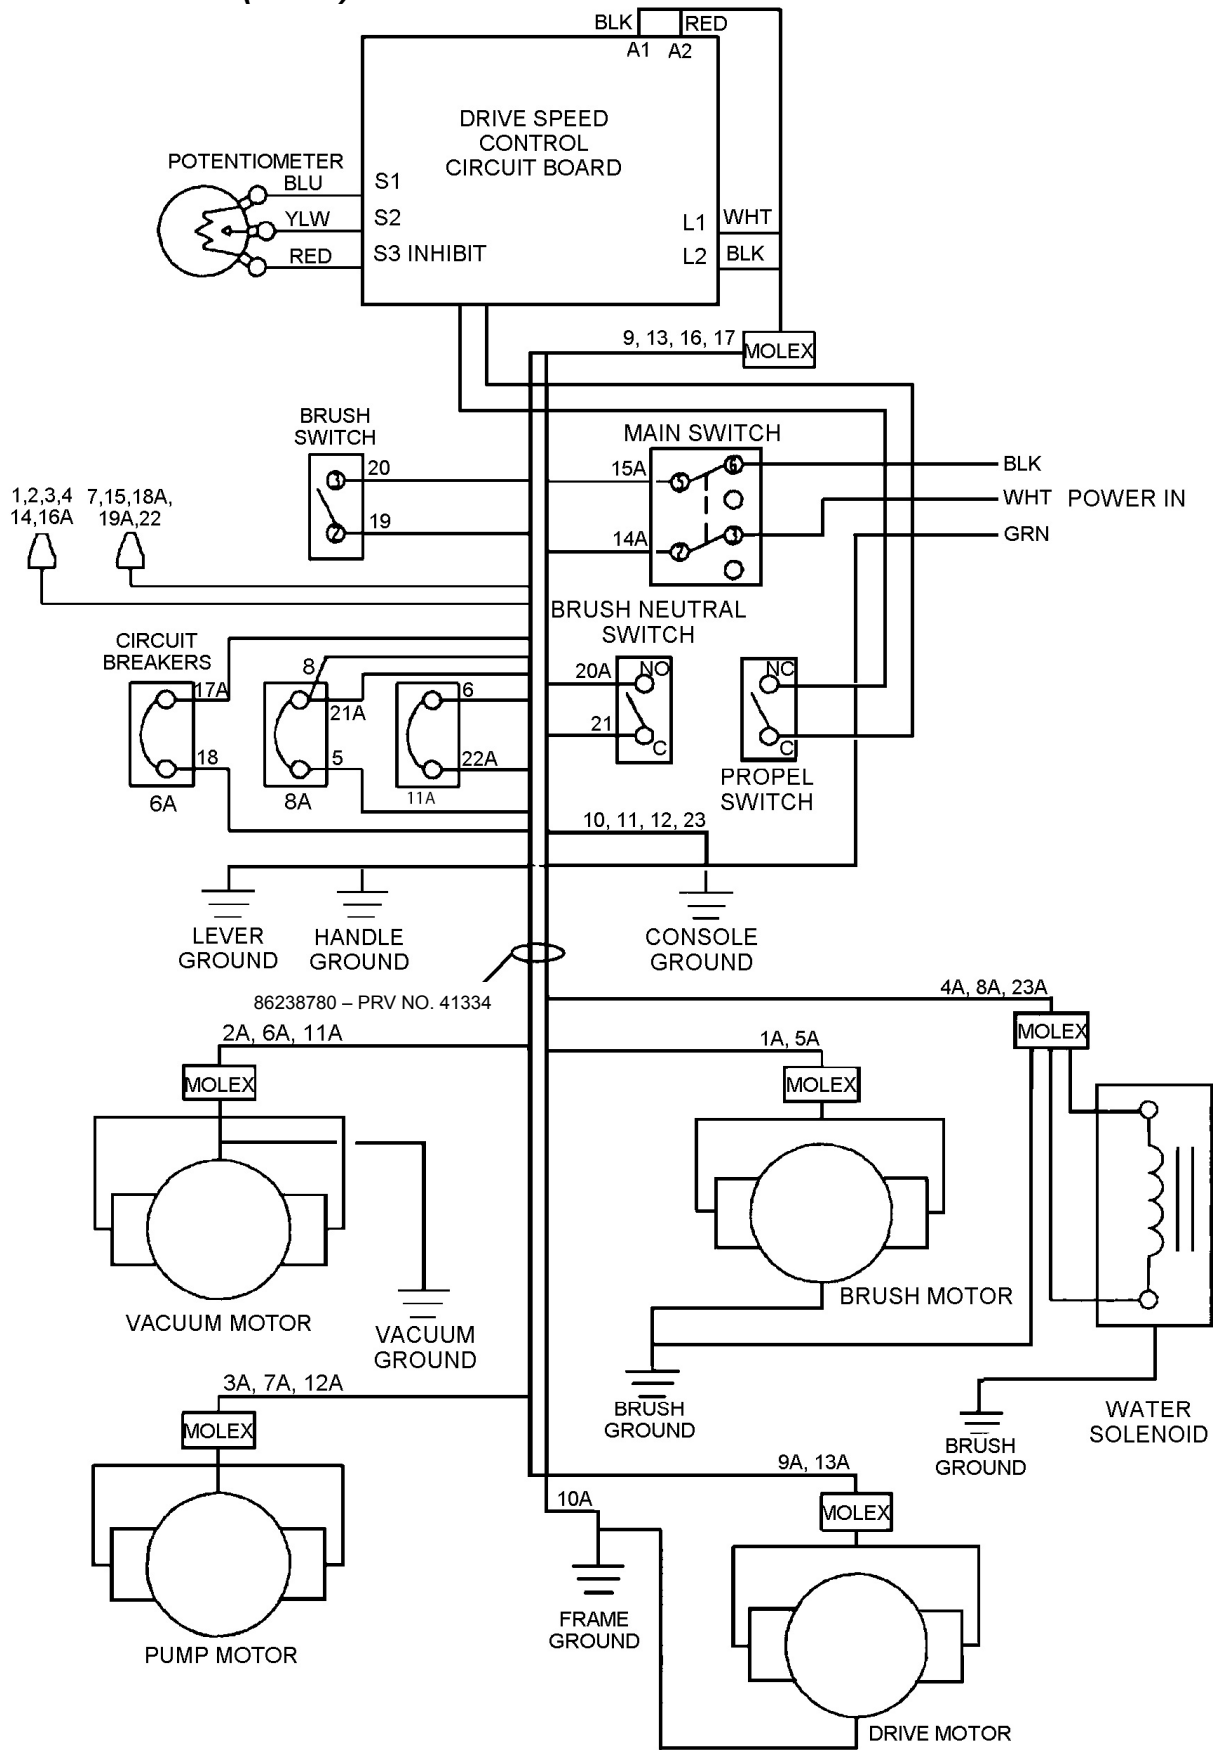 BLK RED
A1 A2
DRIVE SPEED
CONTROL
CIRCUIT BOARD
POTENTIOMETER
BLU S1
YLW S2
RED S3 INHIBIT
L1 WHT
L2 BLK
9, 13, 16, 17
MOLEX
BRUSH
SWITCH
3 20
2 19
MAIN SWITCH
15A 5 6
14A 2 3
BLK
WHT POWER IN
GRN
1,2,3,4
14,16A
7,15,18A,
19A,22
BRUSH NEUTRAL
SWITCH
20A NO
21 C
NC
C
PROPEL
SWITCH
CIRCUIT
BREAKERS
17A
18
6A
8
21A
5
8A
6
22A
11A
10, 11, 12, 23
LEVER
GROUND
HANDLE
GROUND
CONSOLE
GROUND
86238780 – PRV NO. 41334
4A, 8A, 23A
MOLEX
2A, 6A, 11A
MOLEX
1A, 5A
MOLEX
VACUUM MOTOR
VACUUM
GROUND
BRUSH MOTOR
BRUSH
GROUND
WATER
SOLENOID
BRUSH
GROUND
3A, 7A, 12A
MOLEX
PUMP MOTOR
9A, 13A
MOLEX
10A
FRAME
GROUND
DRIVE MOTOR